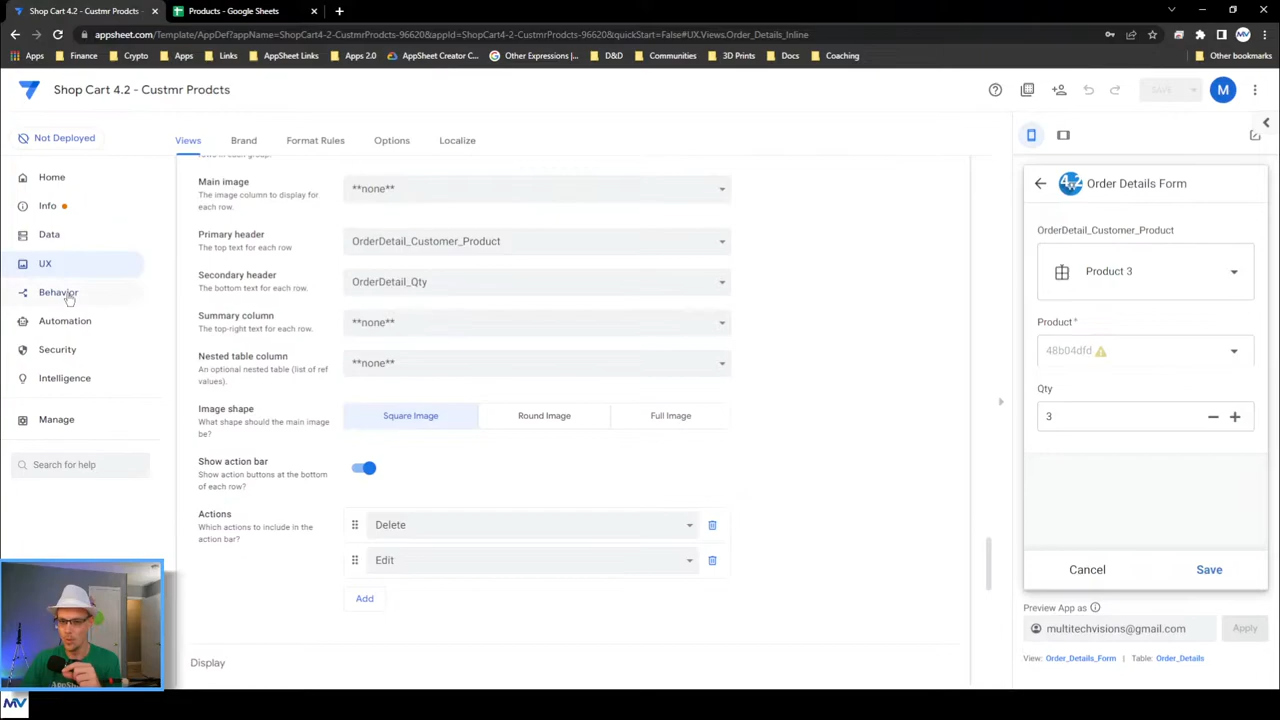 Shop Cart 4.2 - Custmr Prodcts -
Products - Google Sheets
appsheet.com/Template/AppDef?appName=ShopCart4-2-CustmrProdcts-96620&appId=ShopCart4-2-CustmrProdcts-96620&quickStart=False#UX.Views.Order_Details_Inline
Apps
Finance
Crypto
Apps
Links
AppSheet Links
Apps 2.0
AppSheet Creator C...
Other Expressions |...
D&D
Communities
3D Prints
Docs
Coaching
Other bookmarks
Shop Cart 4.2 - Custmr Prodcts
SAVE
M
Not Deployed
Home
Info
Data
UX
Behavior
Automation
Security
Intelligence
Manage
Search for help
Views
Brand
Format Rules
Options
Localize
rows in each group.
Main image
The image column to display for
each row.
**none**
Primary header
The top text for each row
OrderDetail_Customer_Product
Secondary header
The bottom text for each row.
OrderDetail_Qty
Summary column
The top-right text for each row.
**none**
Nested table column
An optional nested table (list of ref
values).
**none**
Image shape
What shape should the main image
be?
Square Image
Round Image
Full Image
Show action bar
Show action buttons at the bottom
of each row?
Actions
Which actions to include in the
action bar?
Delete
Edit
Add
Display
4.2
Order Details Form
OrderDetail_Customer_Product
Product 3
Product*
48b04dfd
Qty
3
Cancel
Save
Preview App as
multitechvisions@gmail.com
Apply
View: Order_Details_Form | Table: Order_Details
MV